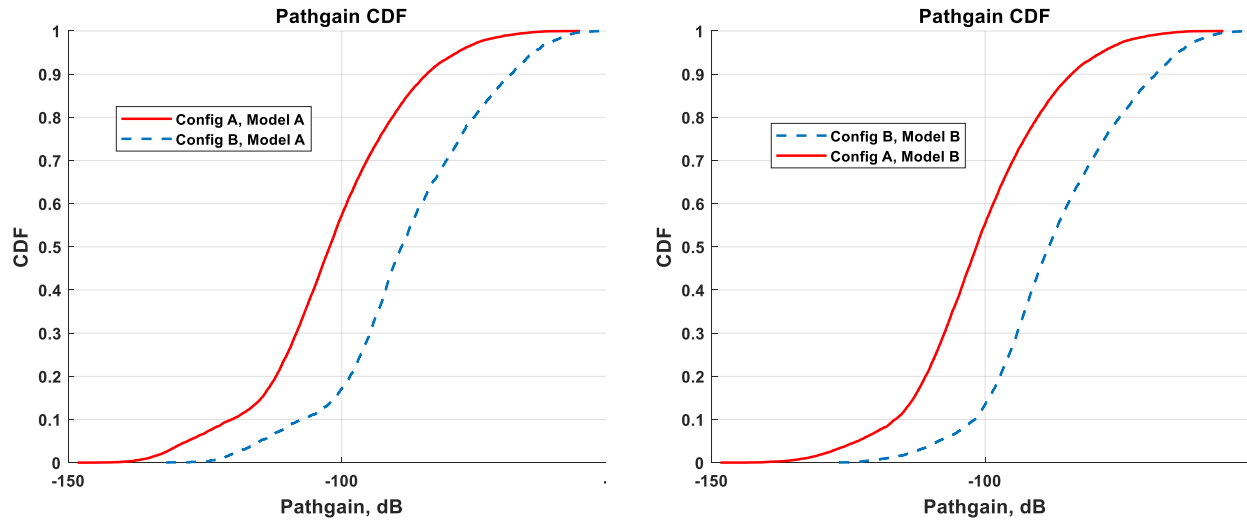 Pathgain CDF
1
0.9
0.8
0.7
0.6
0.5
0.4
0.3
0.2
0.1
0
CDF
Config A, Model A
Config B, Model A
-150
-100
-
Pathgain, dB
Pathgain CDF
1
0.9
0.8
0.7
0.6
0.5
0.4
0.3
0.2
0.1
0
CDF
Config B, Model B
Config A, Model B
-150
-100
Pathgain, dB